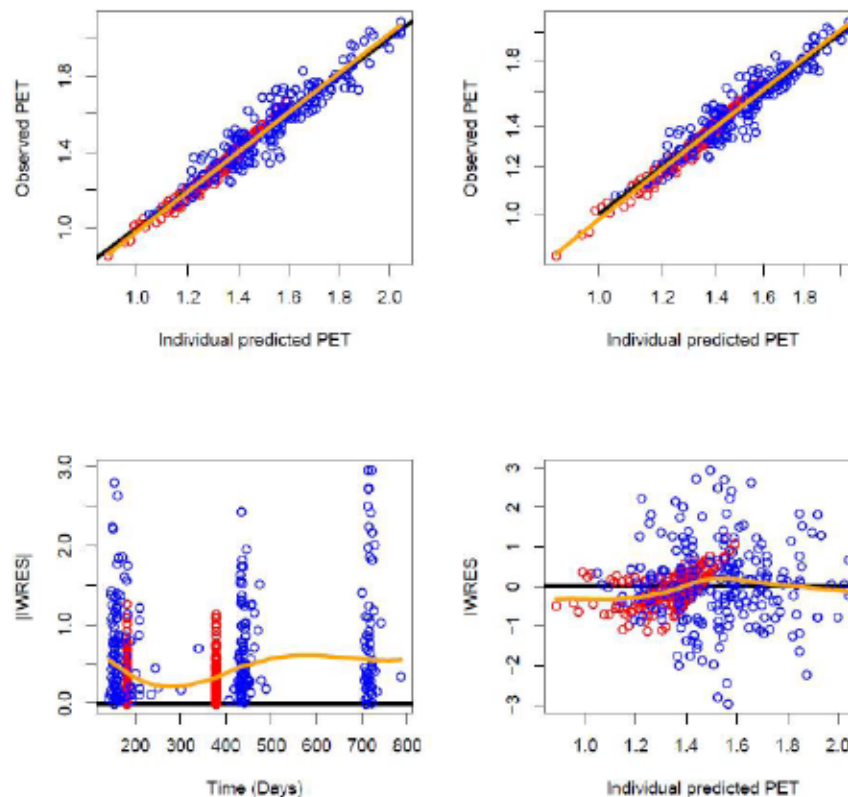 Observed PET
1.8
1.4
1.0
1.0 1.2 1.4 1.6 1.8 2.0
Individual predicted PET
Observed PET
1.8
1.4
1.2
1.0
1.0 1.2 1.4 1.6 1.8
Individual predicted PET
|IWRES|
3.0
2.0
1.0
0.0
200 300 400 500 600 700 800
Time (Days)
IWRES
3
2
1
0
-1
-2
-3
1.0 1.2 1.4 1.6 1.8 2.0
Individual predicted PET